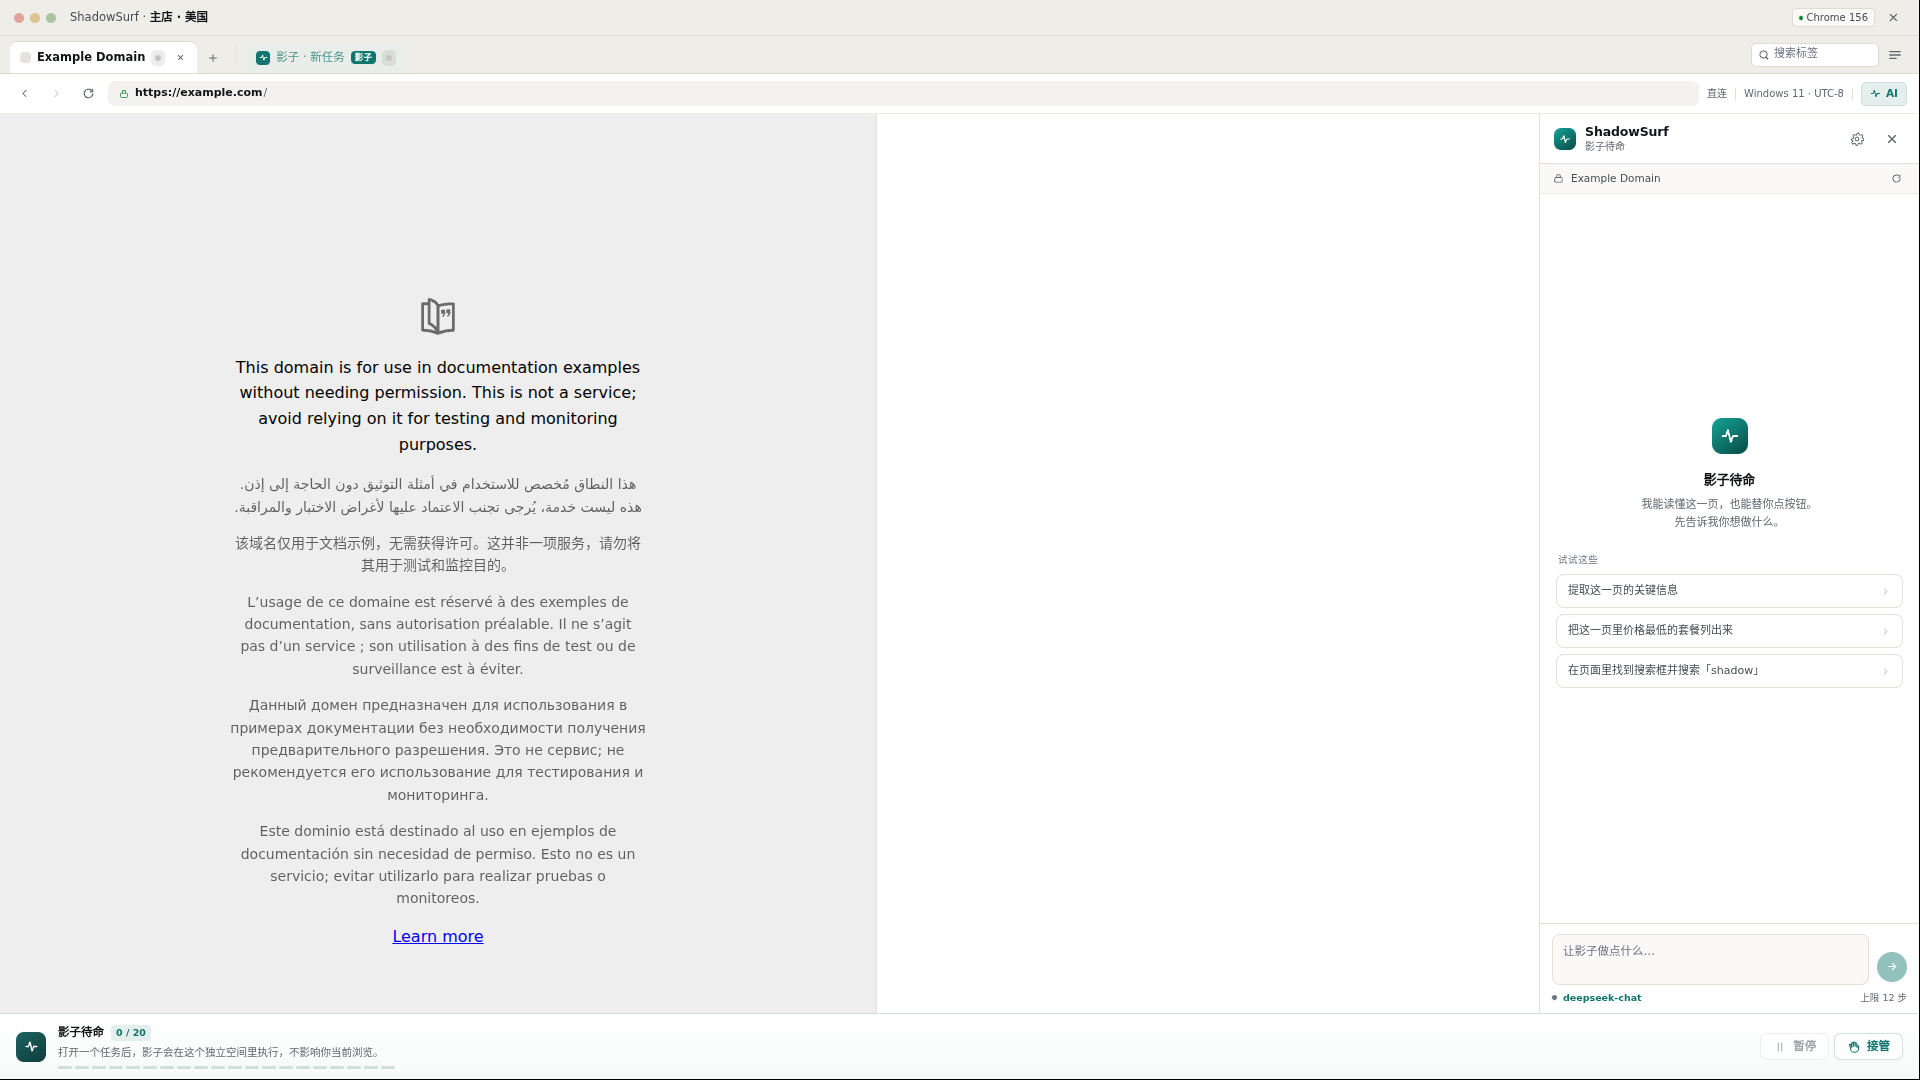 ShadowSurf · 主店 · 美国
Chrome 156
Example Domain
影子 · 新任务 影子
搜索标签
https://example.com/
直连
Windows 11 · UTC-8
AI
This domain is for use in documentation examples
without needing permission. This is not a service;
avoid relying on it for testing and monitoring
purposes.
هذا النطاق مُخصص للاستخدام في أمثلة التوثيق دون الحاجة إلى إذن.
هذه ليست خدمة، يُرجى تجنب الاعتماد عليها لأغراض الاختبار والمراقبة.
该域名仅用于文档示例，无需获得许可。这并非一项服务，请勿将
其用于测试和监控目的。
L’usage de ce domaine est réservé à des exemples de
documentation, sans autorisation préalable. Il ne s’agit
pas d’un service ; son utilisation à des fins de test ou de
surveillance est à éviter.
Данный домен предназначен для использования в
примерах документации без необходимости получения
предварительного разрешения. Это не сервис; не
рекомендуется его использование для тестирования и
мониторинга.
Este dominio está destinado al uso en ejemplos de
documentación sin necesidad de permiso. Esto no es un
servicio; evitar utilizarlo para realizar pruebas o
monitoreos.
Learn more
ShadowSurf
影子待命
Example Domain
影子待命
我能读懂这一页，也能替你点按钮。
先告诉我你想做什么。
试试这些
提取这一页的关键信息
把这一页里价格最低的套餐列出来
在页面里找到搜索框并搜索「shadow」
让影子做点什么…
deepseek-chat
上限 12 步
影子待命 0 / 20
打开一个任务后，影子会在这个独立空间里执行，不影响你当前浏览。
暂停
接管